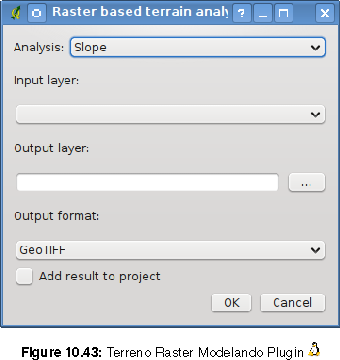 Raster based terrain analy
Analysis: Slope
Input layer:
Output layer:
...
Output format:
GeoTIFF
Add result to project
OK Cancel
Figure 10.43: Terreno Raster Modelando Plugin